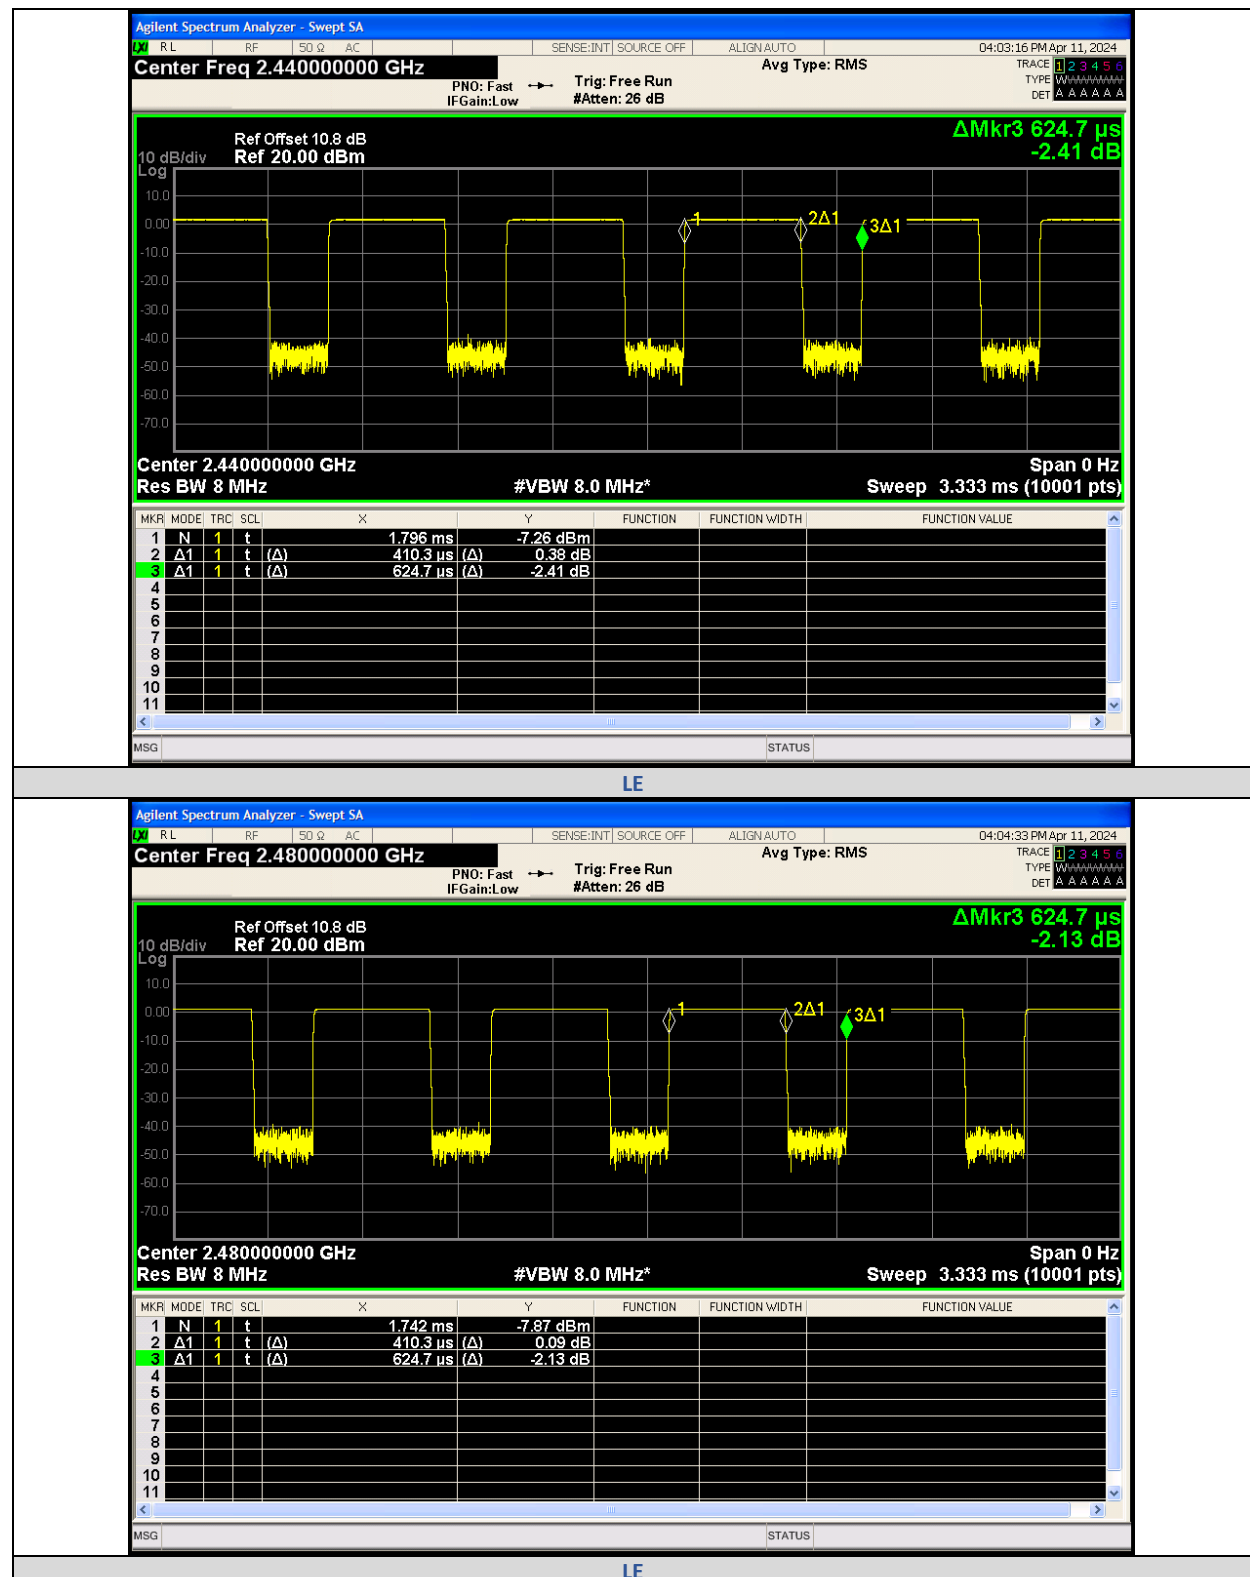 Agilent Spectrum Analyzer - Swept SA
LXI RL RF 50 Ω AC SENSE:INT SOURCE OFF ALIGN AUTO 04:03:16 PM Apr 11, 2024
Center Freq 2.440000000 GHz Avg Type: RMS TRACE 1 2 3 4 5 6
PNO: Fast Trig: Free Run TYPE
IFGain:Low #Atten: 26 dB DET A A A A A A
ΔMkr3 624.7 µs
-2.41 dB
Ref Offset 10.8 dB
10 dB/div Ref 20.00 dBm
Log
10.0
0.00
-10.0
-20.0
-30.0
-40.0
-50.0
-60.0
-70.0
1 2Δ1 3Δ1
Center 2.440000000 GHz Span 0 Hz
Res BW 8 MHz #VBW 8.0 MHz* Sweep 3.333 ms (10001 pts)
MKR MODE TRC SCL X Y FUNCTION FUNCTION WIDTH FUNCTION VALUE
1 N 1 t 1.796 ms -7.26 dBm
2 Δ1 1 t (Δ) 410.3 µs (Δ) 0.38 dB
3 Δ1 1 t (Δ) 624.7 µs (Δ) -2.41 dB
4
5
6
7
8
9
10
11
MSG STATUS
LE
Agilent Spectrum Analyzer - Swept SA
LXI RL RF 50 Ω AC SENSE:INT SOURCE OFF ALIGN AUTO 04:04:33 PM Apr 11, 2024
Center Freq 2.480000000 GHz Avg Type: RMS TRACE 1 2 3 4 5 6
PNO: Fast Trig: Free Run TYPE
IFGain:Low #Atten: 26 dB DET A A A A A A
ΔMkr3 624.7 µs
-2.13 dB
Ref Offset 10.8 dB
10 dB/div Ref 20.00 dBm
Log
10.0
0.00
-10.0
-20.0
-30.0
-40.0
-50.0
-60.0
-70.0
1 2Δ1 3Δ1
Center 2.480000000 GHz Span 0 Hz
Res BW 8 MHz #VBW 8.0 MHz* Sweep 3.333 ms (10001 pts)
MKR MODE TRC SCL X Y FUNCTION FUNCTION WIDTH FUNCTION VALUE
1 N 1 t 1.742 ms -7.87 dBm
2 Δ1 1 t (Δ) 410.3 µs (Δ) 0.09 dB
3 Δ1 1 t (Δ) 624.7 µs (Δ) -2.13 dB
4
5
6
7
8
9
10
11
MSG STATUS
LE